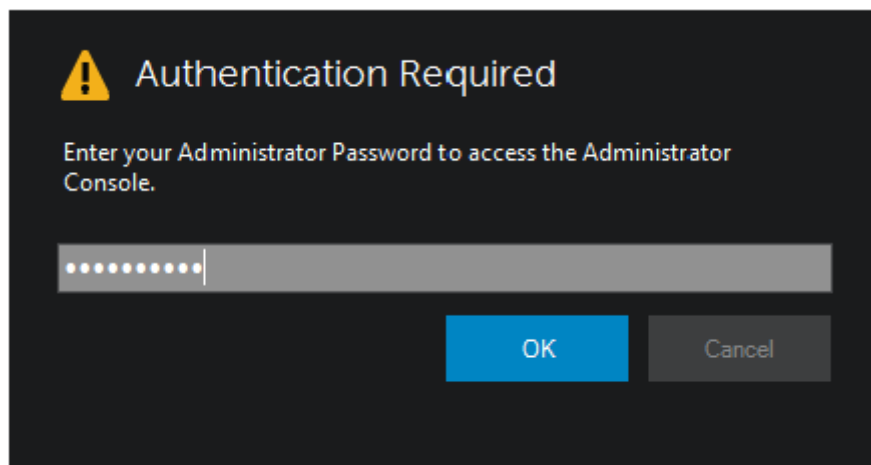 Authentication Required
Enter your Administrator Password to access the Administrator
Console.
••••••••••
OK
Cancel